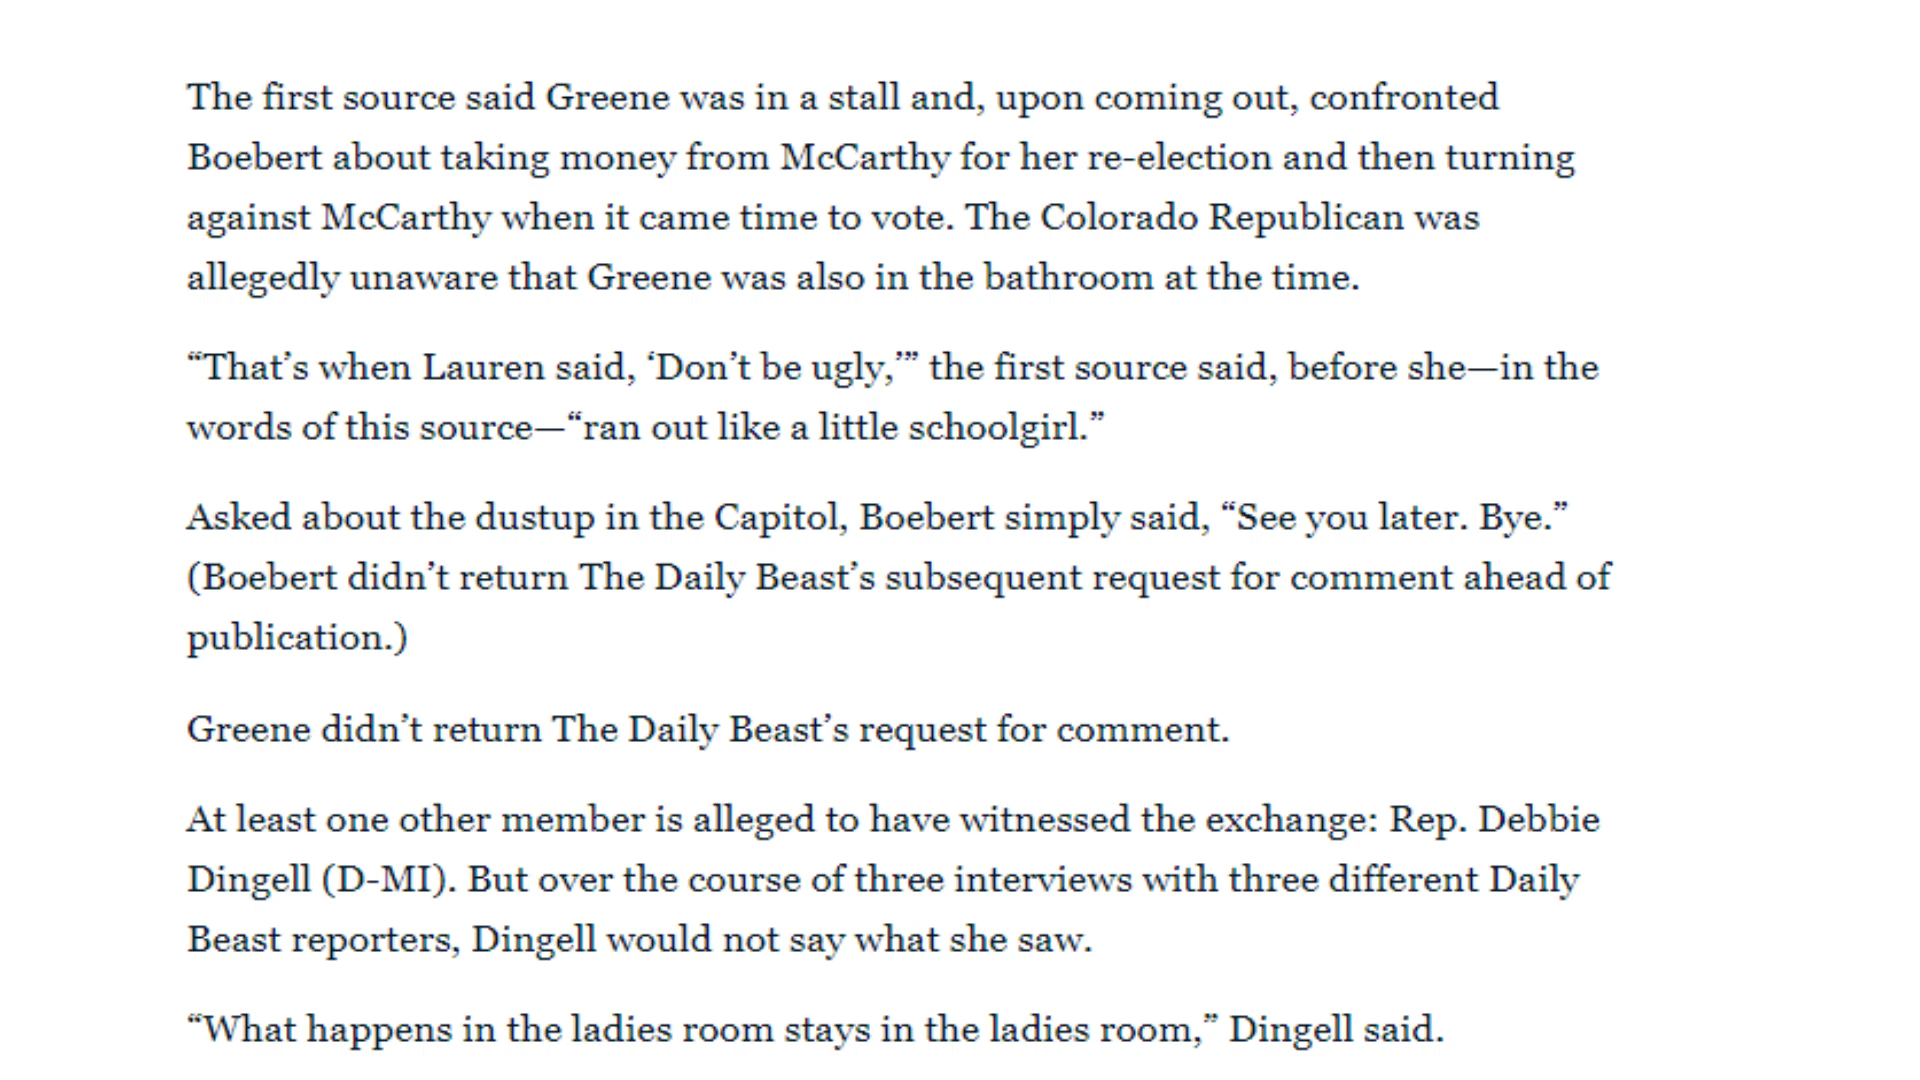 The first source said Greene was in a stall and, upon coming out, confronted
Boebert about taking money from McCarthy for her re-election and then turning
against McCarthy when it came time to vote. The Colorado Republican was
allegedly unaware that Greene was also in the bathroom at the time.
“That’s when Lauren said, ‘Don’t be ugly,’” the first source said, before she—in the
words of this source—“ran out like a little schoolgirl.”
Asked about the dustup in the Capitol, Boebert simply said, “See you later. Bye.”
(Boebert didn’t return The Daily Beast’s subsequent request for comment ahead of
publication.)
Greene didn’t return The Daily Beast’s request for comment.
At least one other member is alleged to have witnessed the exchange: Rep. Debbie
Dingell (D-MI). But over the course of three interviews with three different Daily
Beast reporters, Dingell would not say what she saw.
“What happens in the ladies room stays in the ladies room,” Dingell said.